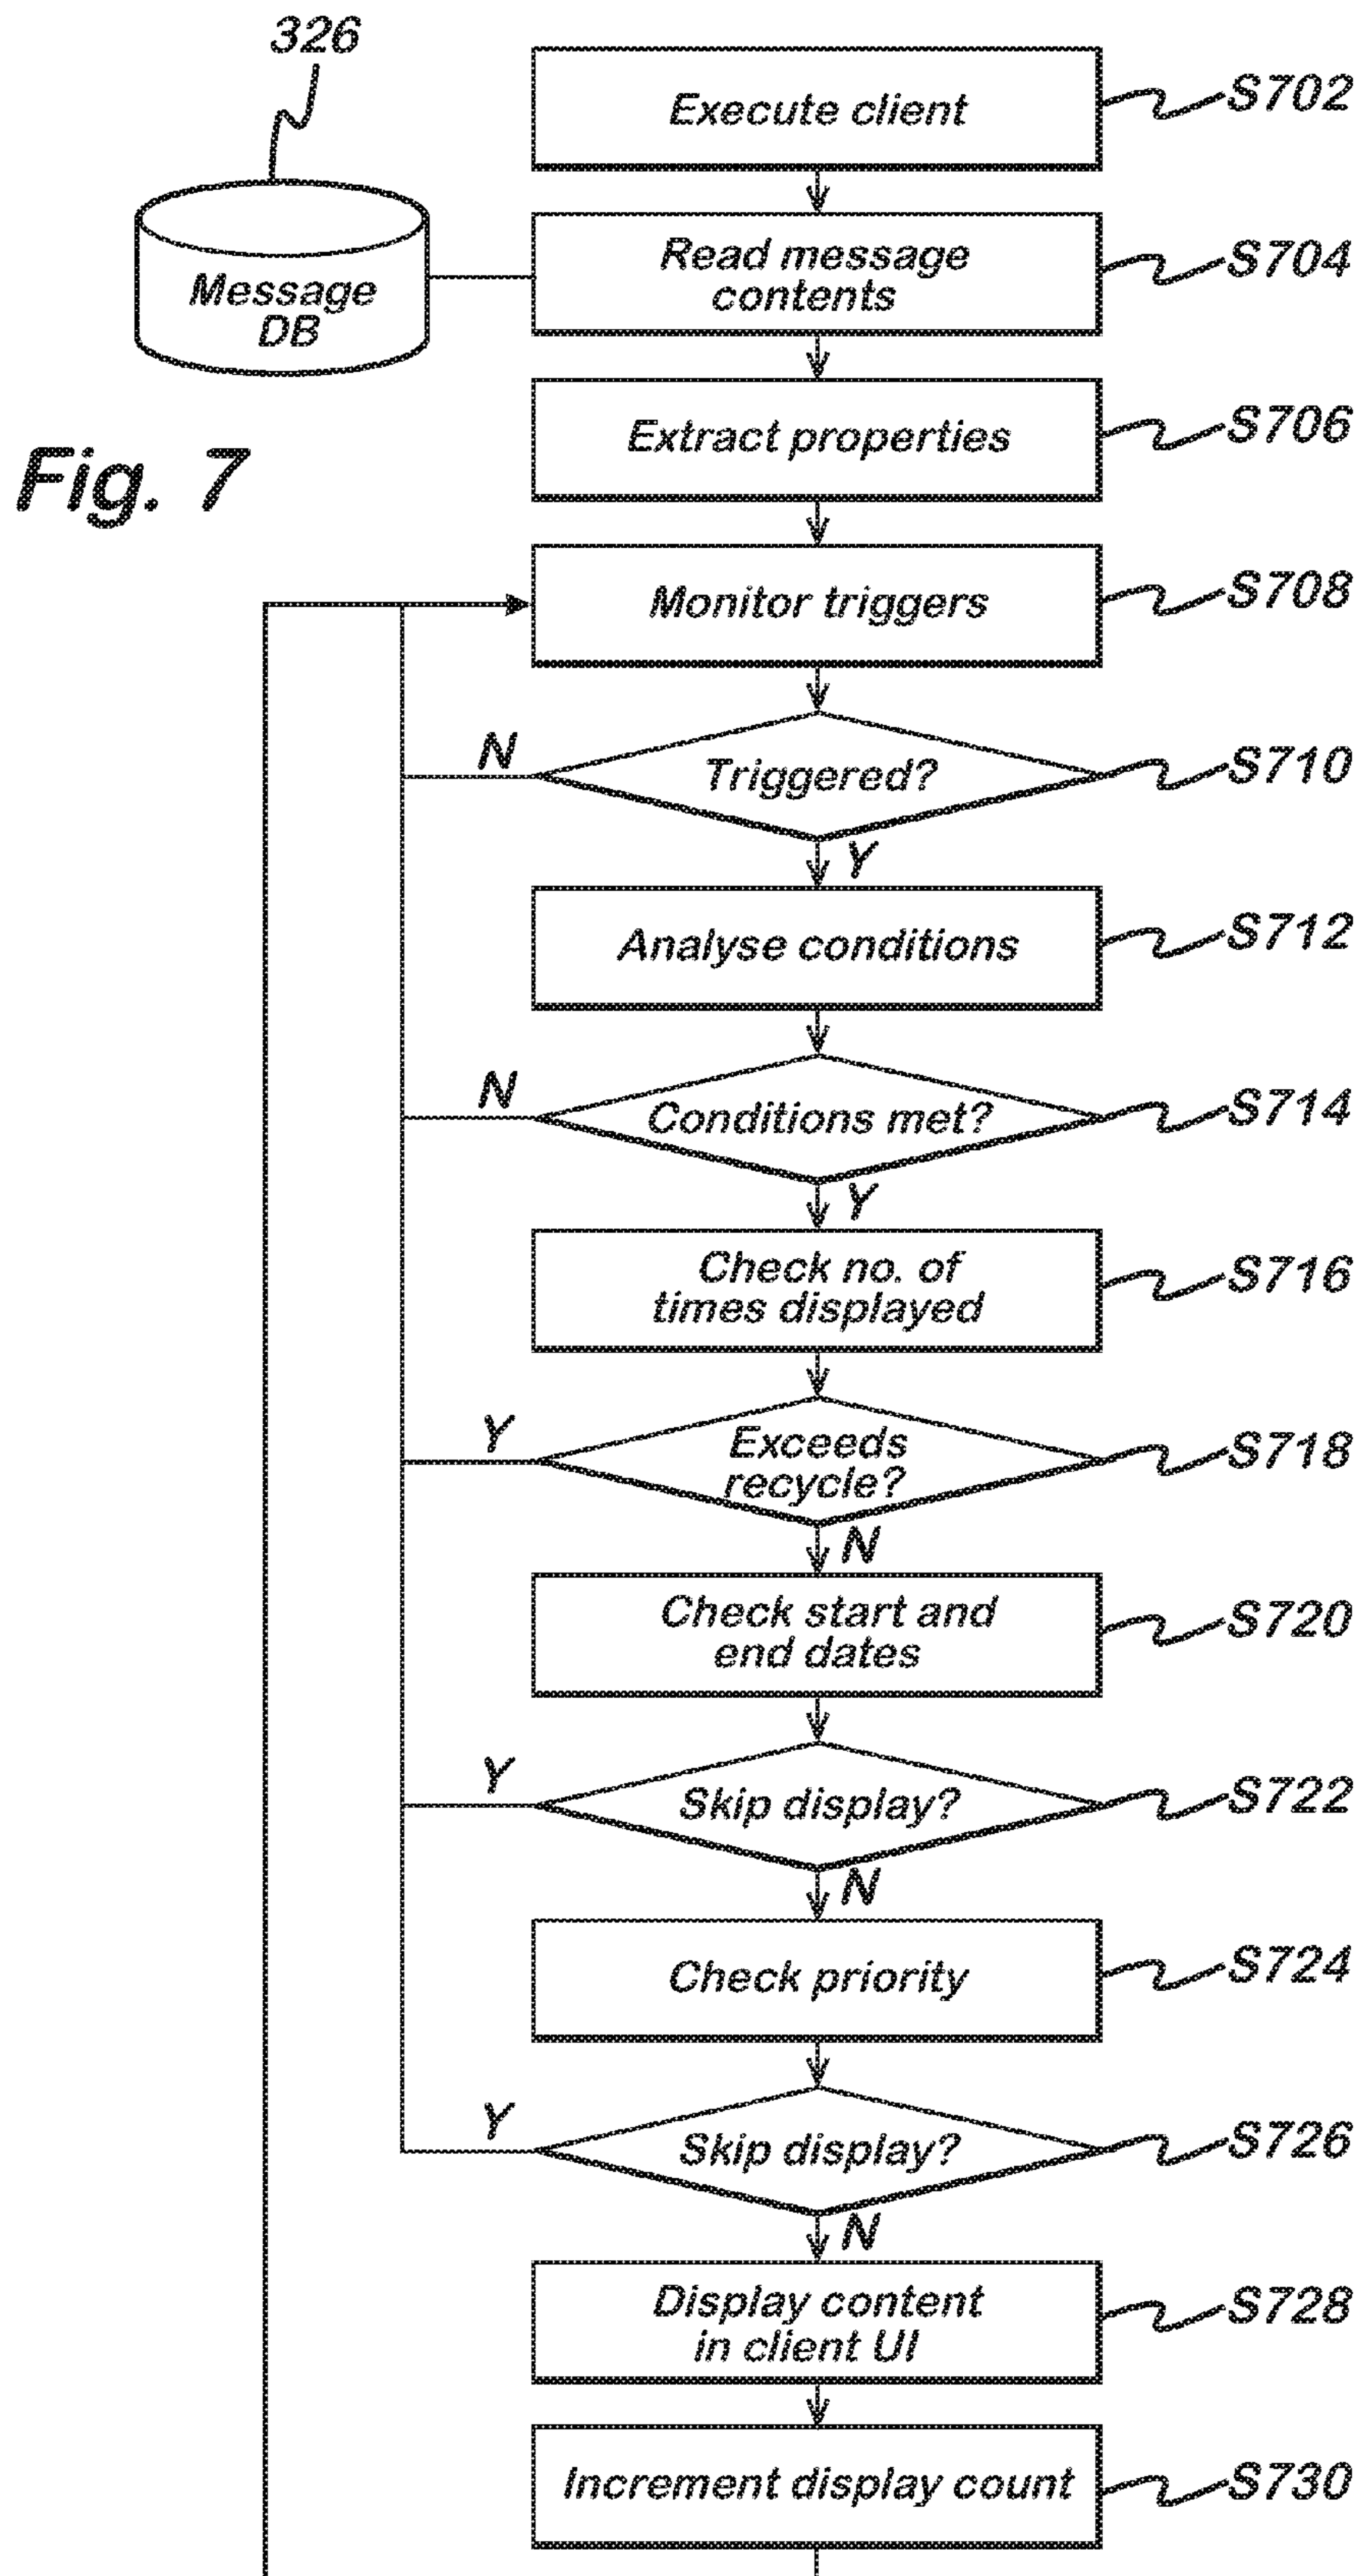 326
Execute client
S702
Message
DB
Read message
contents
S704
Extract properties
S706
Fig. 7
Monitor triggers
S708
N
Triggered?
S710
Y
Analyse conditions
S712
N
Conditions met?
S714
Y
Check no. of
times displayed
S716
Y
Exceeds
recycle?
S718
N
Check start and
end dates
S720
Y
Skip display?
S722
N
Check priority
S724
Y
Skip display?
S726
N
Display content
in client UI
S728
Increment display count
S730